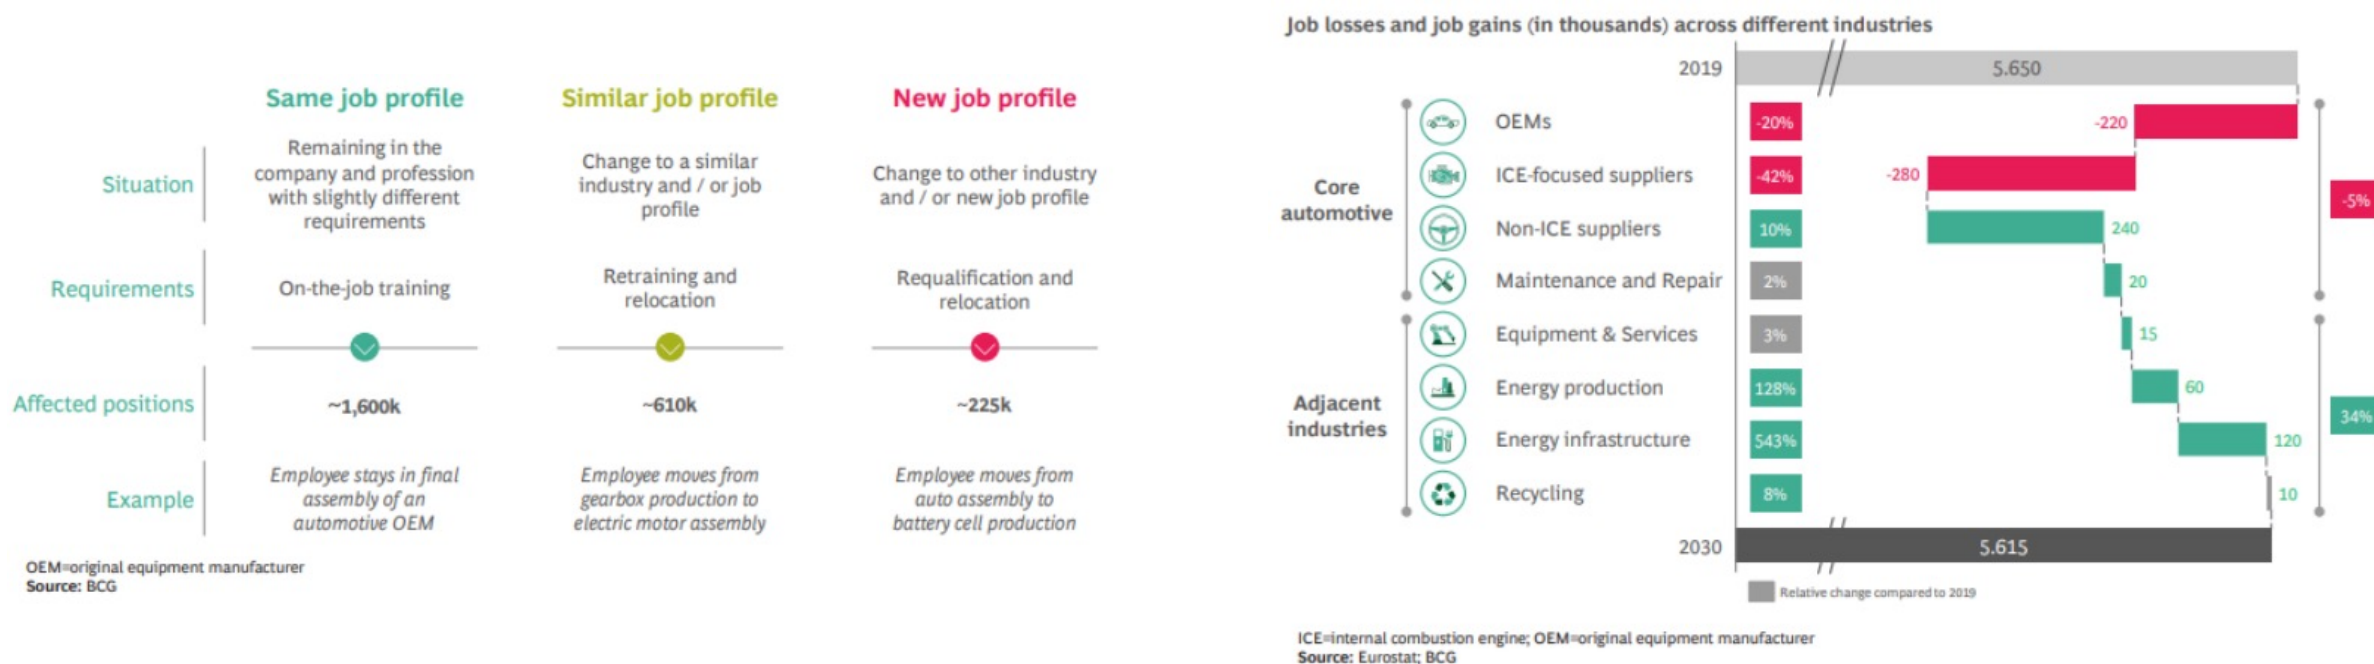 Same job profile
Similar job profile
New job profile
Situation
Remaining in the
company and profession
with slightly different
requirements
Change to a similar
industry and / or job
profile
Change to other industry
and / or new job profile
Requirements
On-the-job training
Retraining and
relocation
Requalification and
relocation
Affected positions
~1,600k
~610k
~225k
Example
Employee stays in final
assembly of an
automotive OEM
Employee moves from
gearbox production to
electric motor assembly
Employee moves from
auto assembly to
battery cell production
OEM=original equipment manufacturer
Source: BCG
Job losses and job gains (in thousands) across different industries
2019
5.650
Core
automotive
OEMs
-20%
-220
ICE-focused suppliers
-42%
-280
Non-ICE suppliers
10%
240
Maintenance and Repair
2%
20
-5%
Adjacent
industries
Equipment & Services
3%
15
Energy production
128%
60
Energy infrastructure
543%
120
Recycling
8%
10
34%
2030
5.615
Relative change compared to 2019
ICE=internal combustion engine; OEM=original equipment manufacturer
Source: Eurostat; BCG